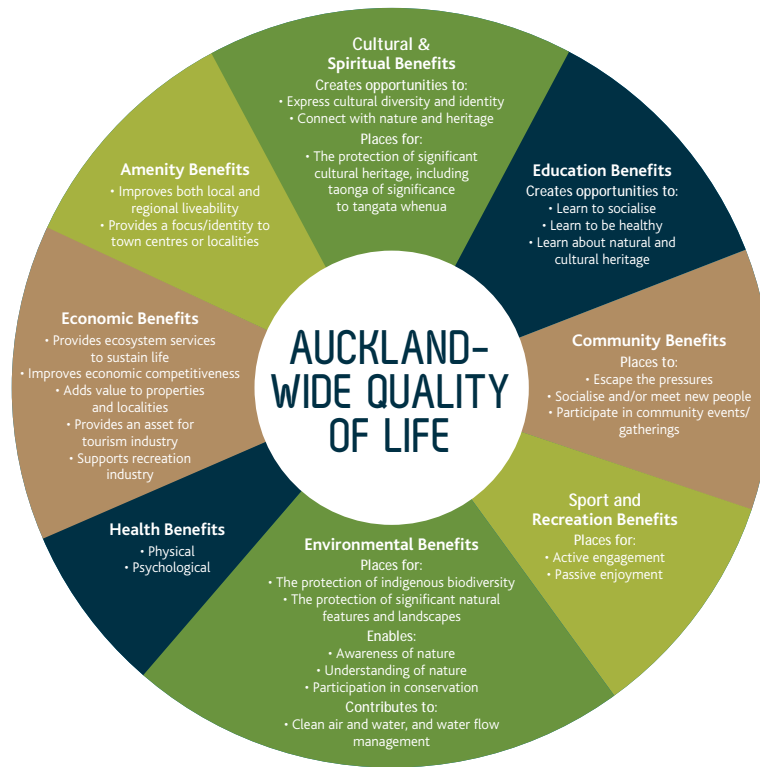 Cultural &
Spiritual Benefits
Creates opportunities to:
• Express cultural diversity and identity
• Connect with nature and heritage
Places for:
• The protection of significant
cultural heritage, including
taonga of significance
to tangata whenua
Education Benefits
Creates opportunities to:
• Learn to socialise
• Learn to be healthy
• Learn about natural and
cultural heritage
Community Benefits
Places to:
• Escape the pressures
• Socialise and/or meet new people
• Participate in community events/
gatherings
Sport and
Recreation Benefits
Places for:
• Active engagement
• Passive enjoyment
Environmental Benefits
Places for:
• The protection of indigenous biodiversity
• The protection of significant natural
features and landscapes
Enables:
• Awareness of nature
• Understanding of nature
• Participation in conservation
Contributes to:
• Clean air and water, and water flow
management
Health Benefits
• Physical
• Psychological
Economic Benefits
• Provides ecosystem services
to sustain life
• Improves economic competitiveness
• Adds value to properties
and localities
• Provides an asset for
tourism industry
• Supports recreation
industry
Amenity Benefits
• Improves both local and
regional liveability
• Provides a focus/identity to
town centres or localities
AUCKLAND-
WIDE QUALITY
OF LIFE